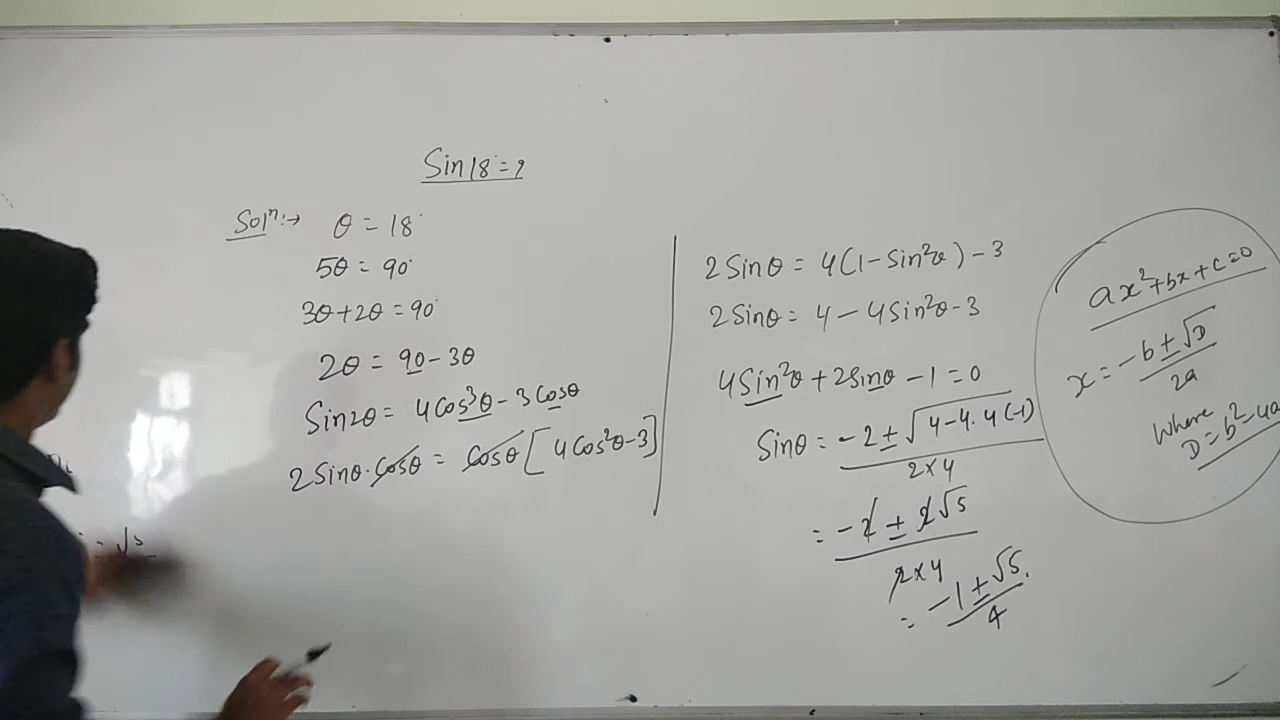 Sin18°=?
Solⁿ:→ θ = 18°
5θ = 90°
3θ+2θ = 90°
2θ = 90-3θ
Sin2θ = 4Cos³θ-3Cosθ
2Sinθ·Cosθ = Cosθ[4Cos²θ-3]
2Sinθ = 4(1-Sin²θ)-3
2Sinθ = 4-4Sin²θ-3
4Sin²θ+2Sinθ-1=0
Sinθ = -2±√4-4·4(-1)
2×4
= -2±2√5
2×4
= -1±√5
4
ax²+bx+c=0
x = -b±√D
2a
Where
D=b²-4a